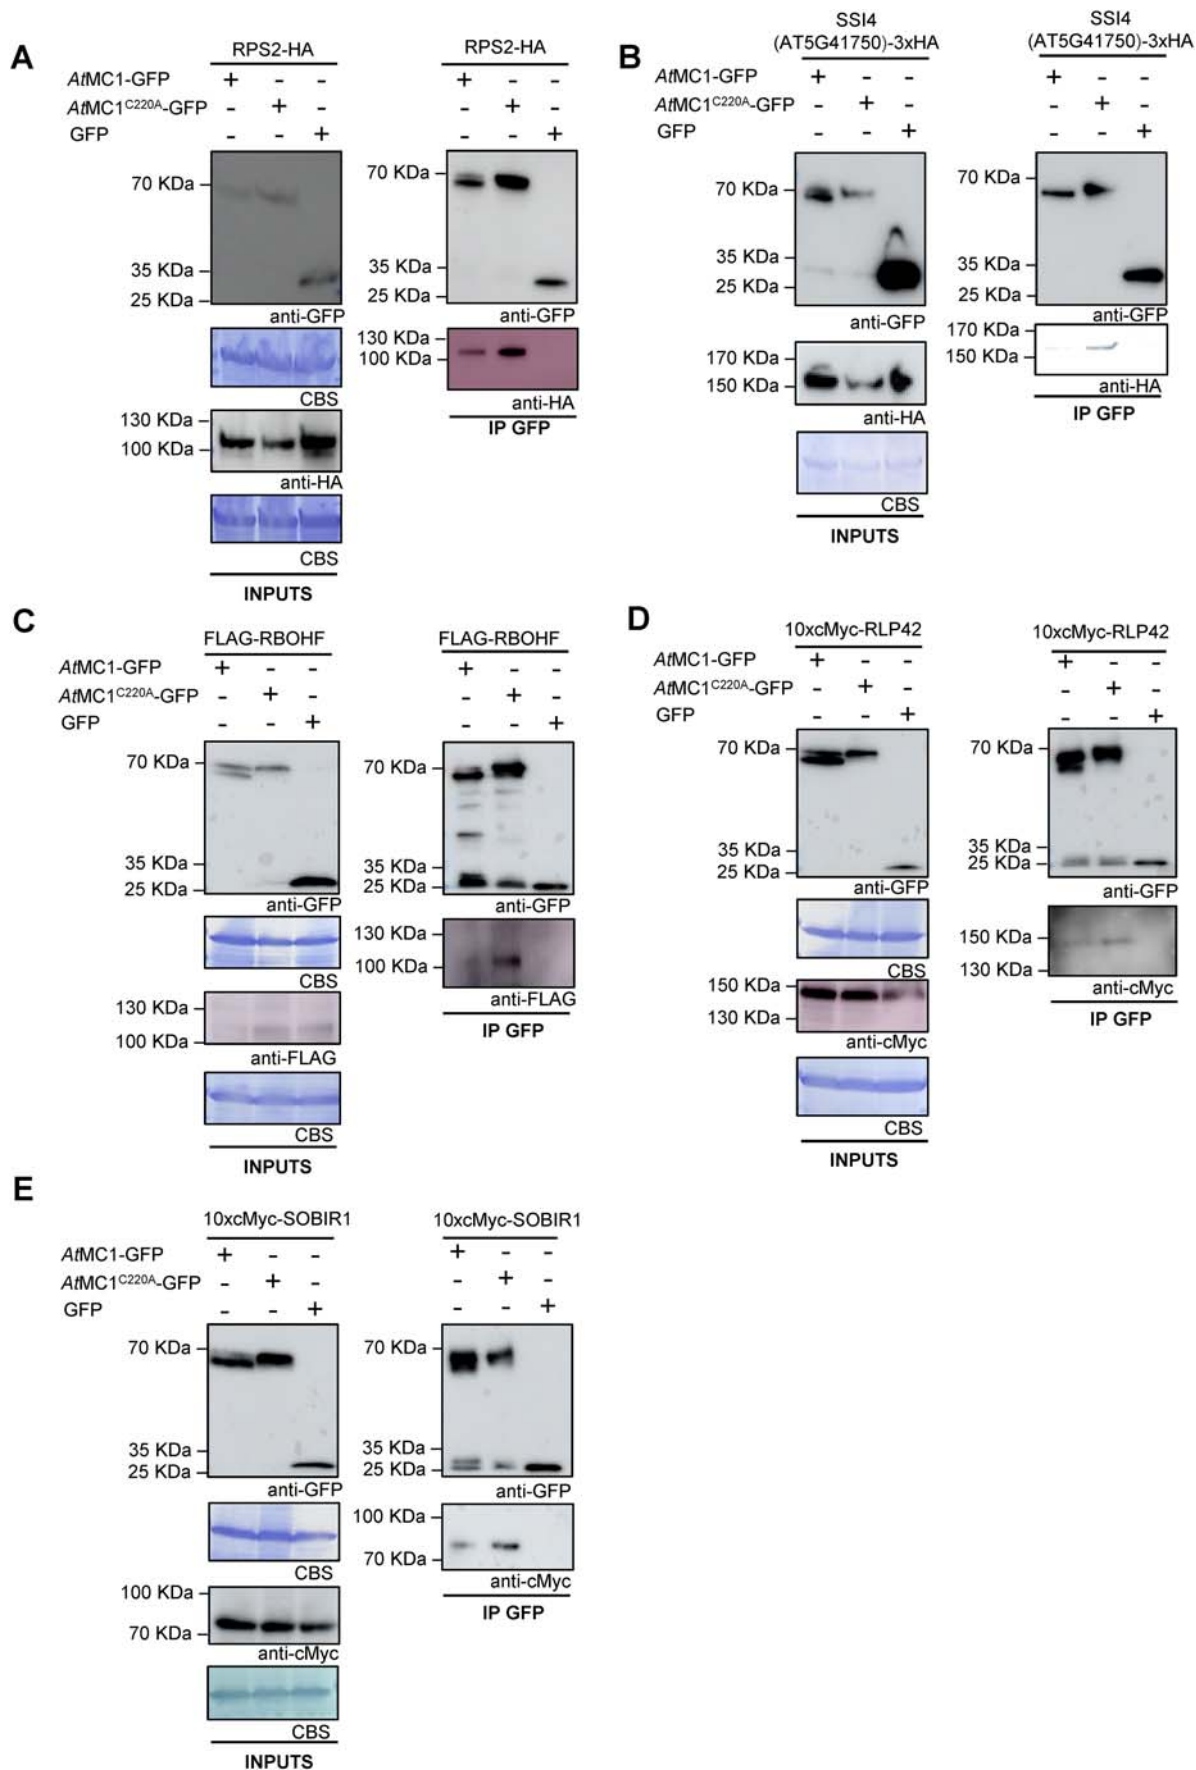 A
RPS2-HA
AtMC1-GFP + - -
AtMC1C220A-GFP - + -
GFP - - +
70 KDa
35 KDa
25 KDa
anti-GFP
CBS
130 KDa
100 KDa
anti-HA
CBS
INPUTS
RPS2-HA
+ - -
- + -
- - +
70 KDa
35 KDa
25 KDa
anti-GFP
130 KDa
100 KDa
anti-HA
IP GFP
B
SSI4
(AT5G41750)-3xHA
AtMC1-GFP + - -
AtMC1C220A-GFP - + -
GFP - - +
70 KDa
35 KDa
25 KDa
anti-GFP
170 KDa
150 KDa
anti-HA
CBS
INPUTS
SSI4
(AT5G41750)-3xHA
+ - -
- + -
- - +
70 KDa
35 KDa
25 KDa
anti-GFP
170 KDa
150 KDa
anti-HA
IP GFP
C
FLAG-RBOHF
AtMC1-GFP + - -
AtMC1C220A-GFP - + -
GFP - - +
70 KDa
35 KDa
25 KDa
anti-GFP
CBS
130 KDa
100 KDa
anti-FLAG
CBS
INPUTS
FLAG-RBOHF
+ - -
- + -
- - +
70 KDa
35 KDa
25 KDa
anti-GFP
130 KDa
100 KDa
anti-FLAG
IP GFP
D
10xcMyc-RLP42
AtMC1-GFP + - -
AtMC1C220A-GFP - + -
GFP - - +
70 KDa
35 KDa
25 KDa
anti-GFP
CBS
150 KDa
130 KDa
anti-cMyc
CBS
INPUTS
10xcMyc-RLP42
+ - -
- + -
- - +
70 KDa
35 KDa
25 KDa
anti-GFP
150 KDa
130 KDa
anti-cMyc
IP GFP
E
10xcMyc-SOBIR1
AtMC1-GFP + - -
AtMC1C220A-GFP - + -
GFP - - +
70 KDa
35 KDa
25 KDa
anti-GFP
CBS
100 KDa
70 KDa
anti-cMyc
CBS
INPUTS
10xcMyc-SOBIR1
+ - -
- + -
- - +
70 KDa
35 KDa
25 KDa
anti-GFP
100 KDa
70 KDa
anti-cMyc
IP GFP